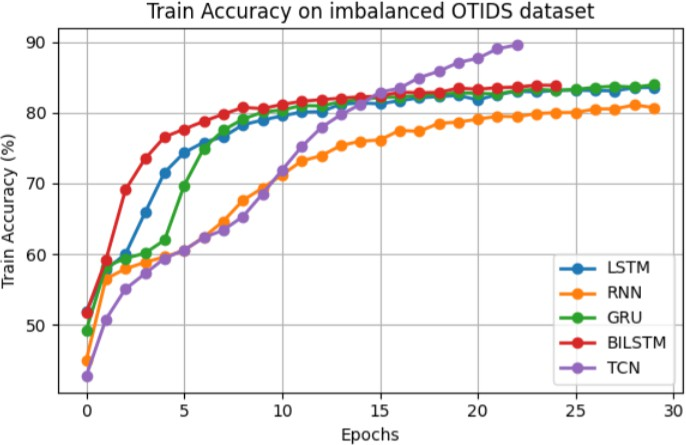 Train Accuracy on imbalanced OTIDS dataset
Train Accuracy (%)
90
80
70
60
50
0 5 10 15 20 25 30
Epochs
LSTM
RNN
GRU
BILSTM
TCN